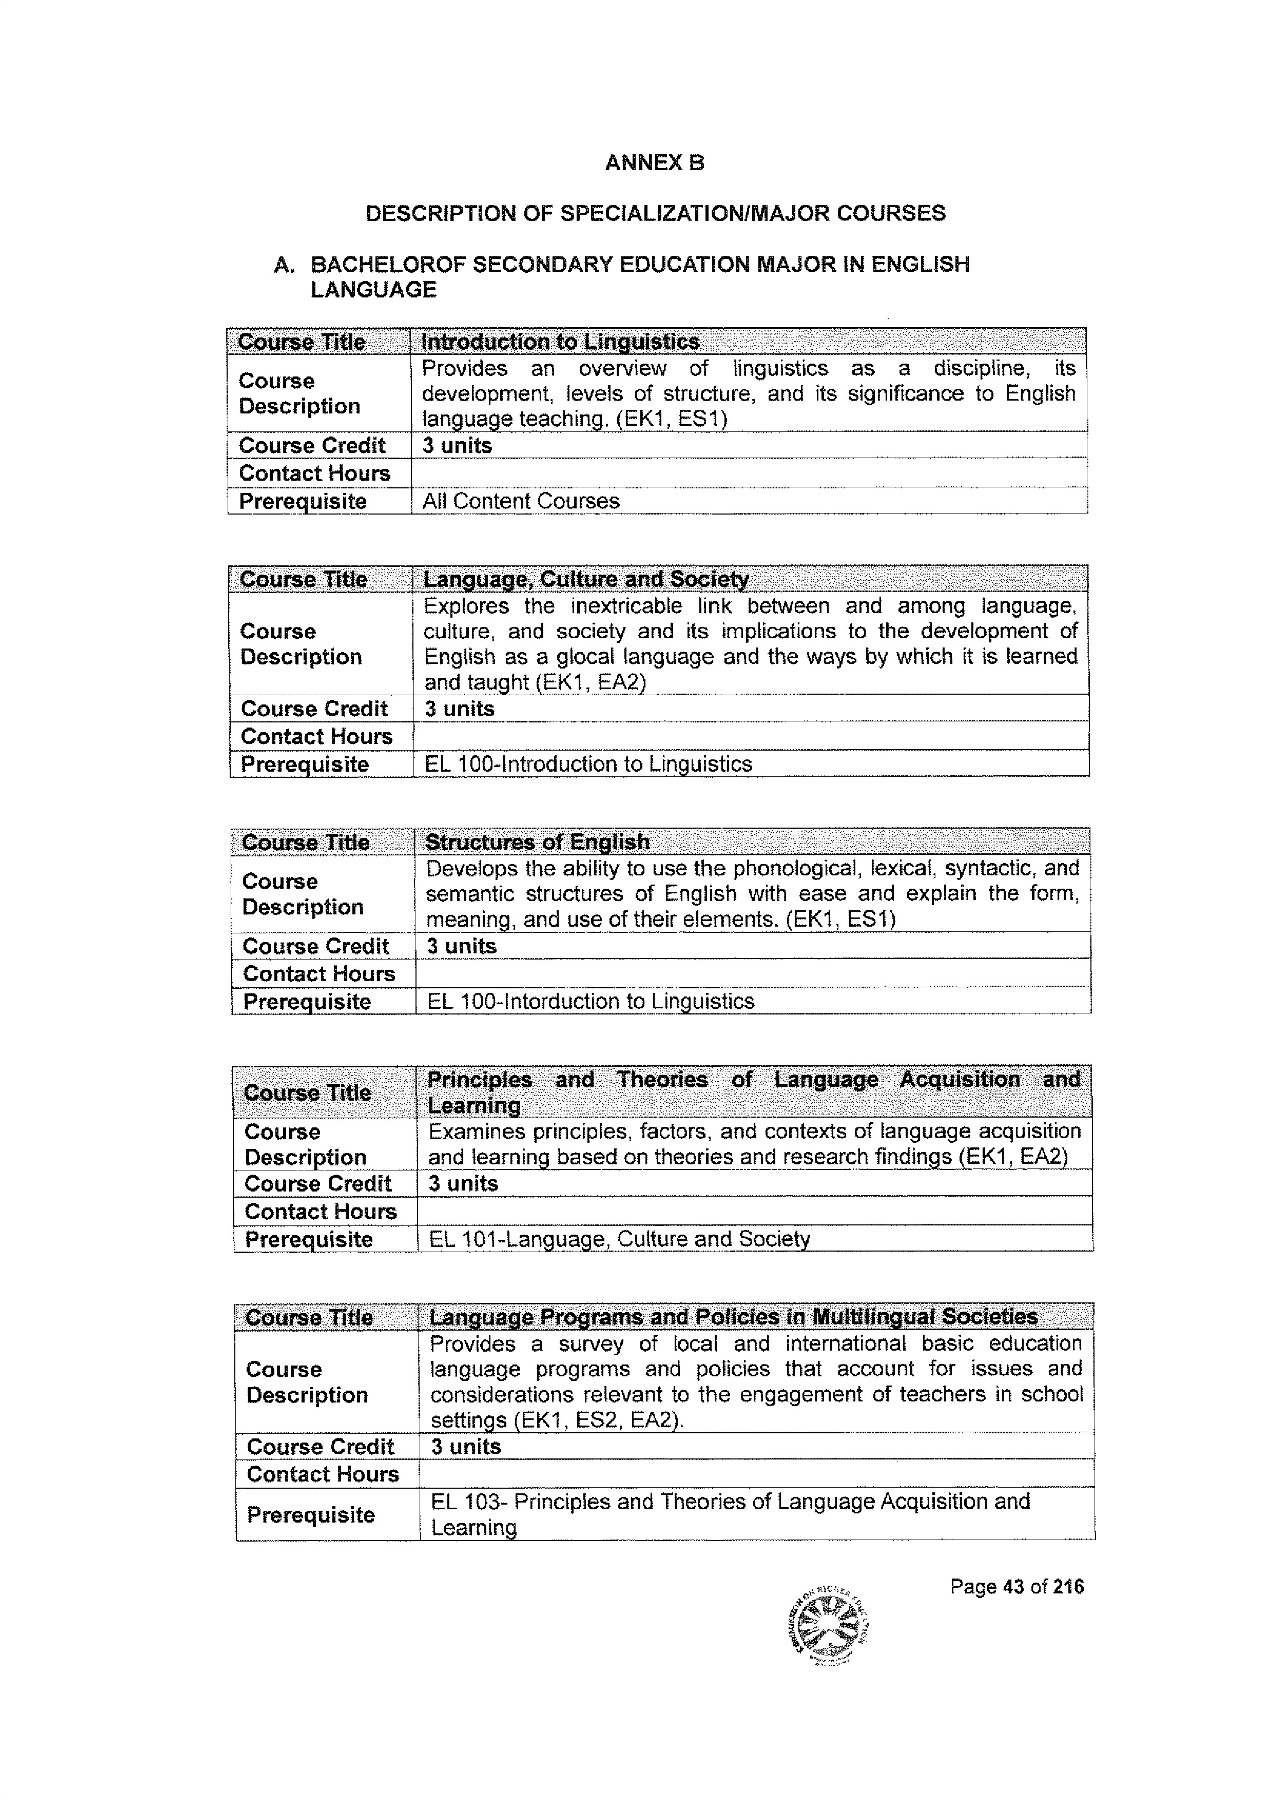 ANNEX B
DESCRIPTION OF SPECIALIZATION/MAJOR COURSES
A. BACHELOROF SECONDARY EDUCATION MAJOR IN ENGLISH
LANGUAGE
Course Title Introduction to Linguistics
Course Description Provides an overview of linguistics as a discipline, its
development, levels of structure, and its significance to English
language teaching. (EK1, ES1)
Course Credit 3 units
Contact Hours
Prerequisite All Content Courses
Course Title Language, Culture and Society
Course Description Explores the inextricable link between and among language,
culture, and society and its implications to the development of
English as a glocal language and the ways by which it is learned
and taught (EK1, EA2)
Course Credit 3 units
Contact Hours
Prerequisite EL 100-Introduction to Linguistics
Course Title Structures of English
Course Description Develops the ability to use the phonological, lexical, syntactic, and
semantic structures of English with ease and explain the form,
meaning, and use of their elements. (EK1, ES1)
Course Credit 3 units
Contact Hours
Prerequisite EL 100-Intorduction to Linguistics
Course Title Principles and Theories of Language Acquisition and
Learning
Course Description Examines principles, factors, and contexts of language acquisition
and learning based on theories and research findings (EK1, EA2)
Course Credit 3 units
Contact Hours
Prerequisite EL 101-Language, Culture and Society
Course Title Language Programs and Policies in Multilingual Societies
Course Description Provides a survey of local and international basic education
language programs and policies that account for issues and
considerations relevant to the engagement of teachers in school
settings (EK1, ES2, EA2).
Course Credit 3 units
Contact Hours
Prerequisite EL 103- Principles and Theories of Language Acquisition and
Learning
Page 43 of 216